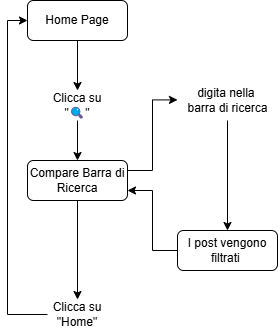 Home Page
Clicca su
"🔍"
digita nella
barra di ricerca
Compare Barra di
Ricerca
I post vengono
filtrati
Clicca su
"Home"